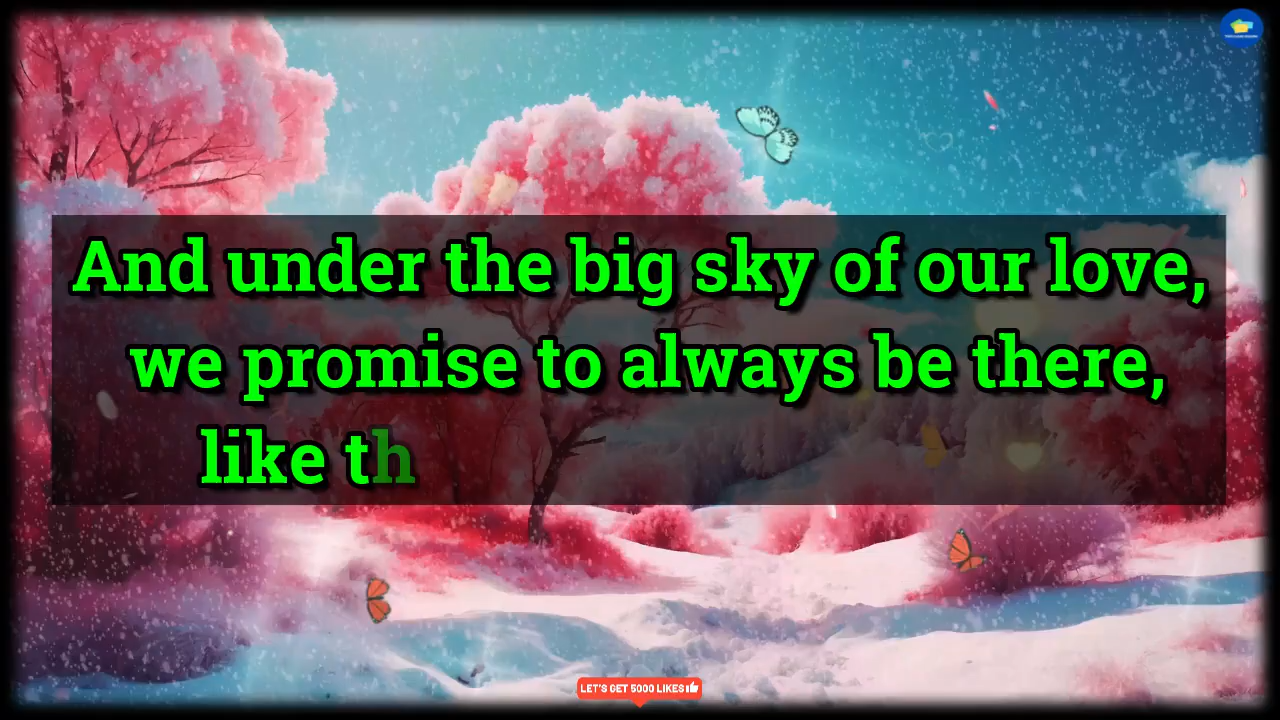 And under the big sky of our love,
we promise to always be there,
like th
LET'S GET 5000 LIKES